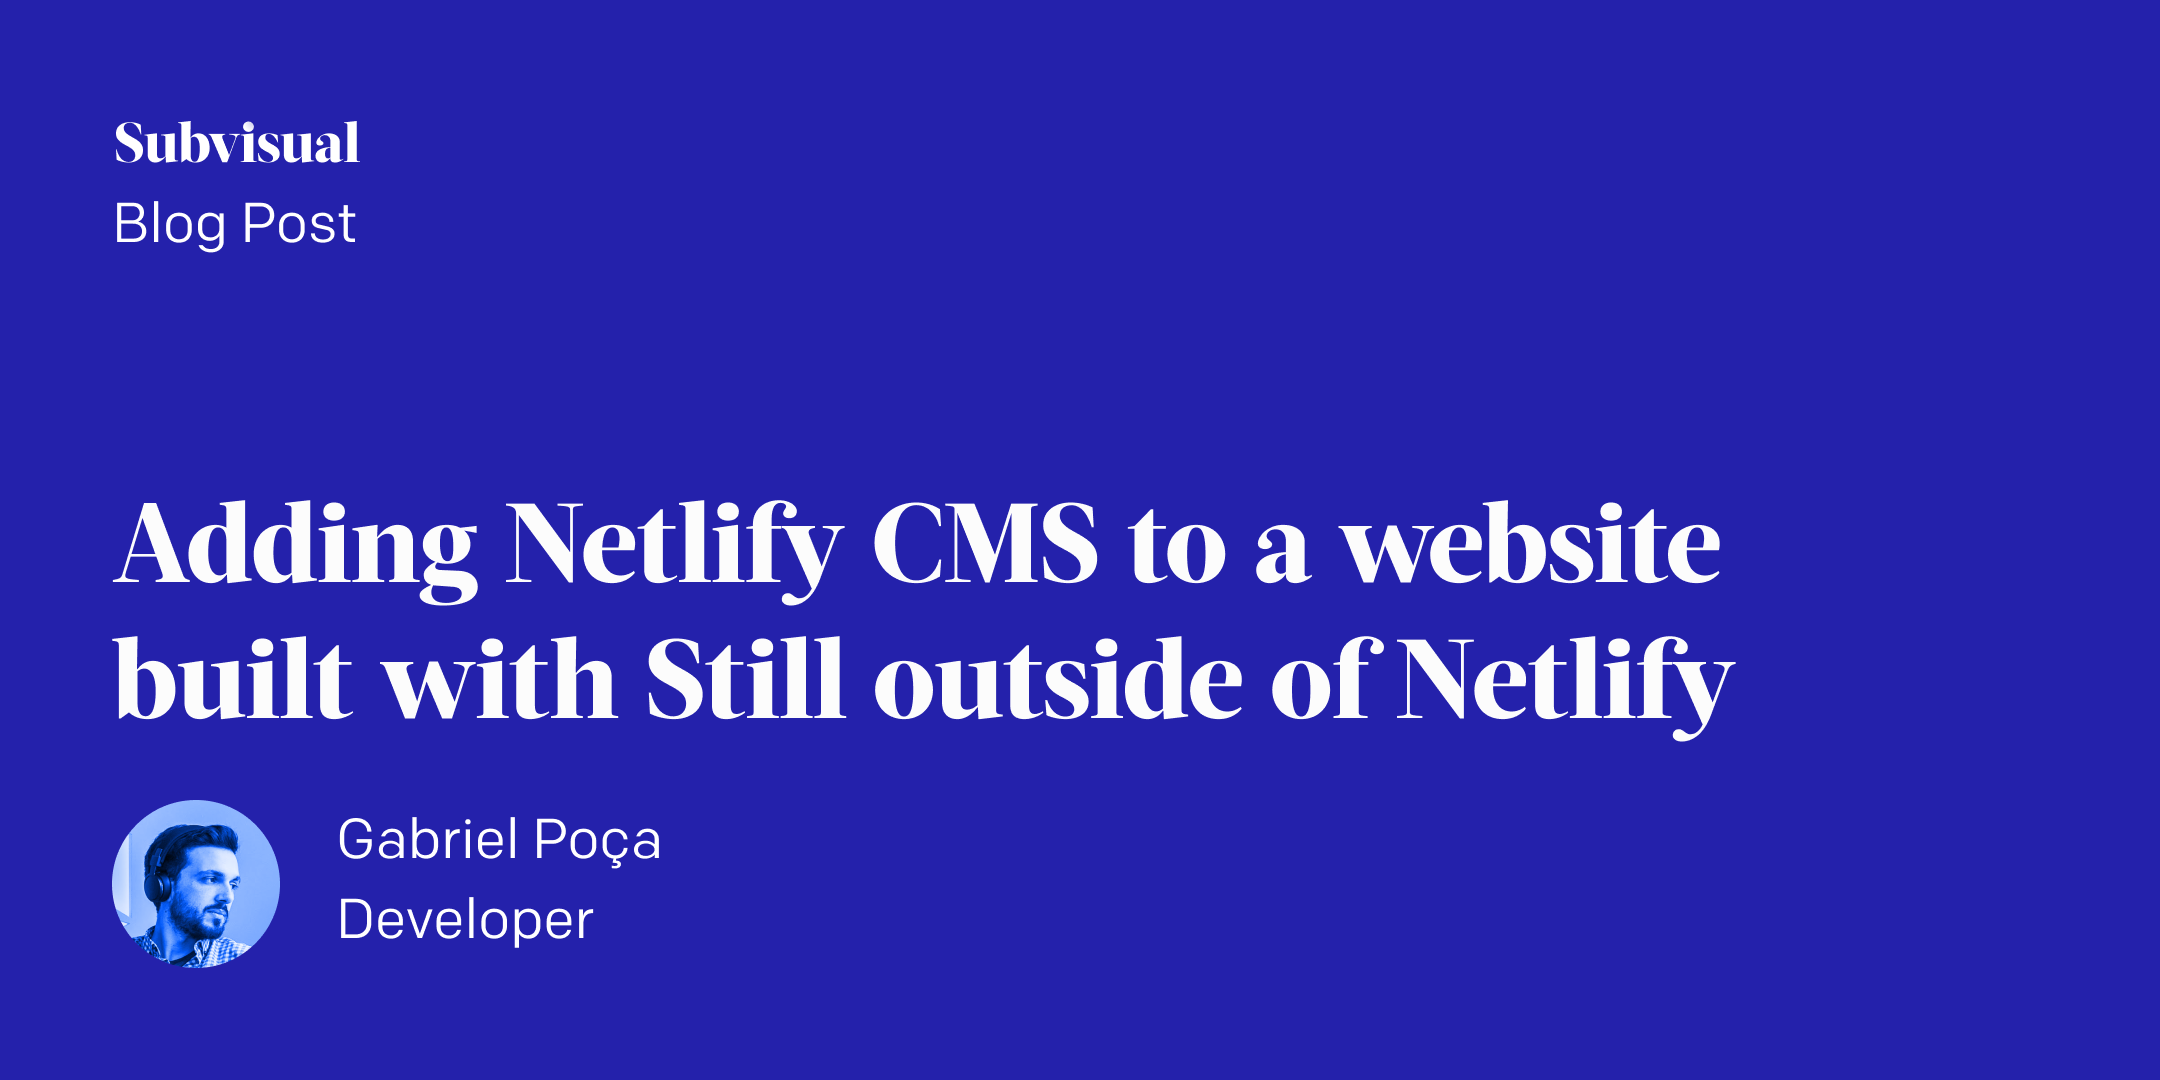 Subvisual
Blog Post
Adding Netlify CMS to a website
built with Still outside of Netlify
Gabriel Poça
Developer